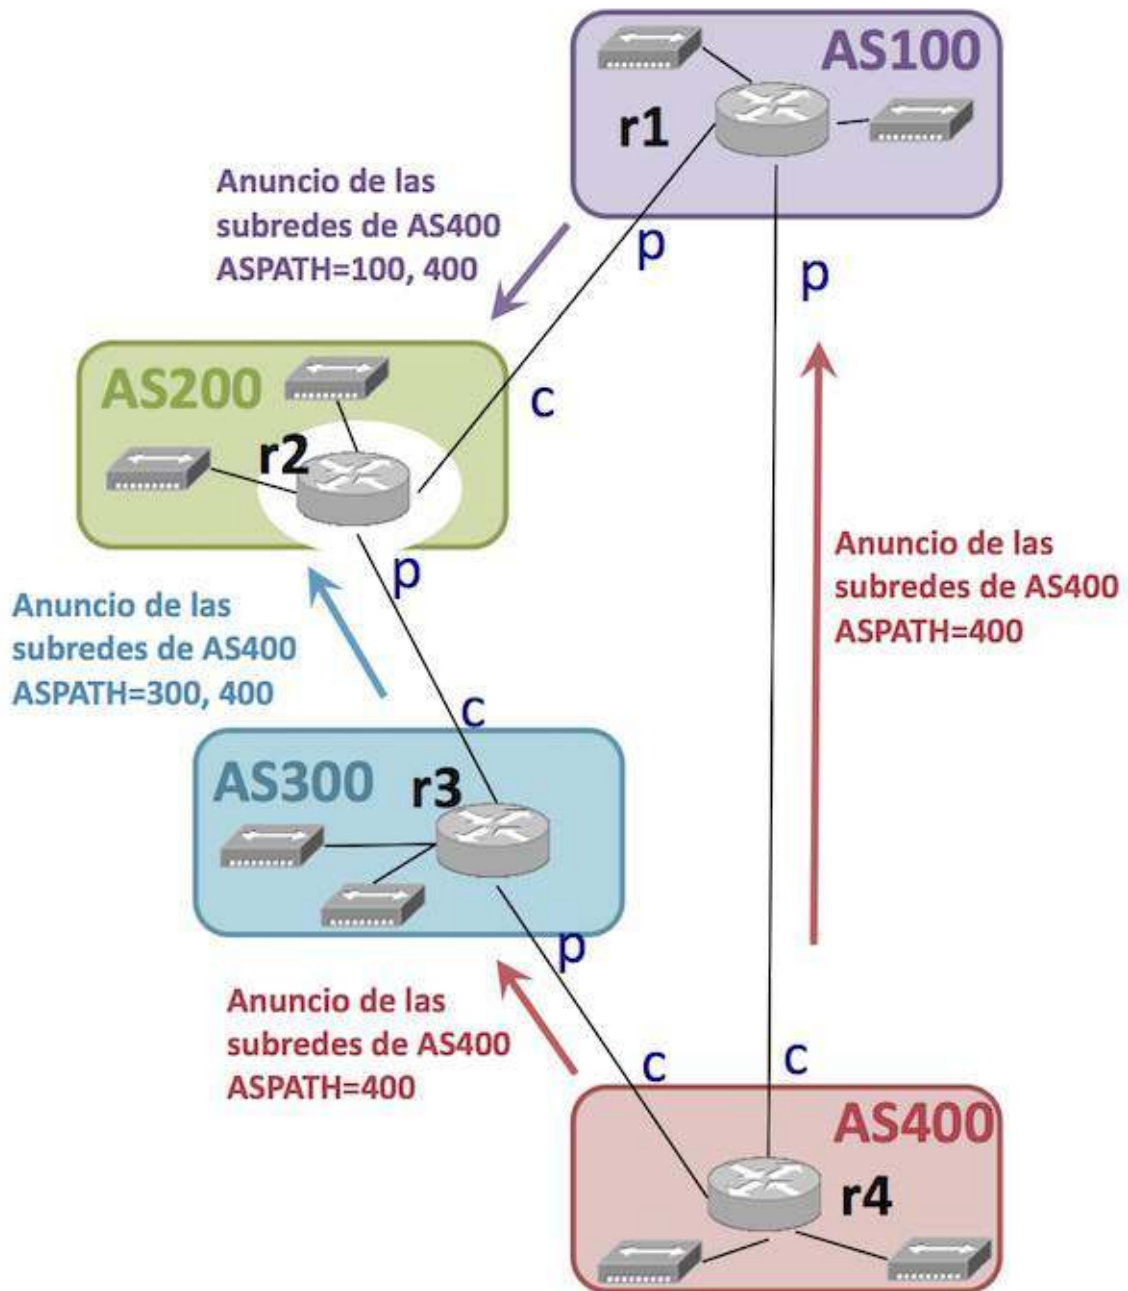 AS100
r1
Anuncio de las
subredes de AS400
ASPATH=100, 400
p
p
AS200
c
r2
p
Anuncio de las
subredes de AS400
ASPATH=400
Anuncio de las
subredes de AS400
ASPATH=300, 400
c
AS300
r3
p
Anuncio de las
subredes de AS400
ASPATH=400
c
c
AS400
r4